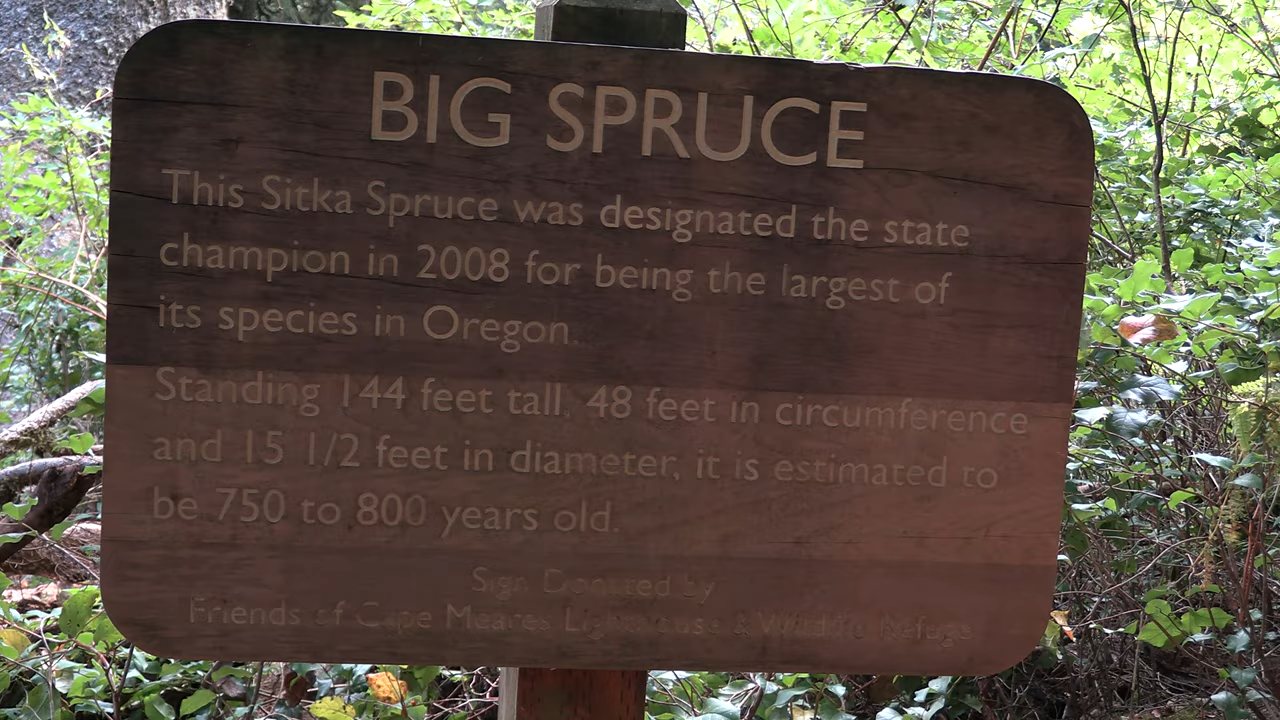 BIG SPRUCE
This Sitka Spruce was designated the state
champion in 2008 for being the largest of
its species in Oregon.
Standing 144 feet tall, 48 feet in circumference
and 15 1/2 feet in diameter, it is estimated to
be 750 to 800 years old.
Sign Donated by
Friends of Cape Meares Lighthouse & Wildlife Refuge